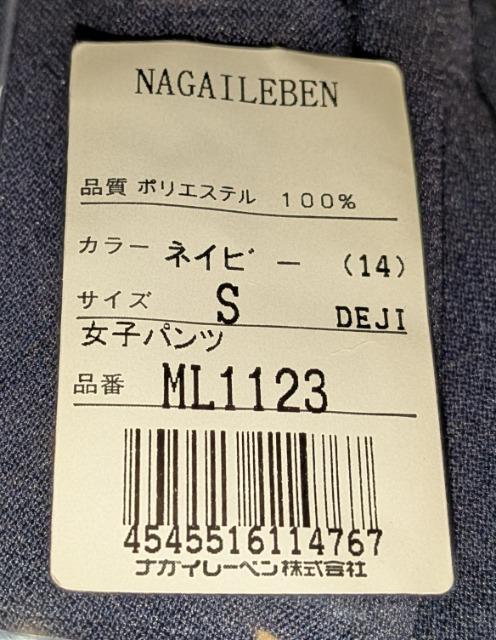 NAGAILEBEN
品質 ポリエステル 100%
カラー ネイビー (14)
サイズ S DEJI
女子パンツ
品番 ML1123
4545516114767
ナガイレーベン株式会社